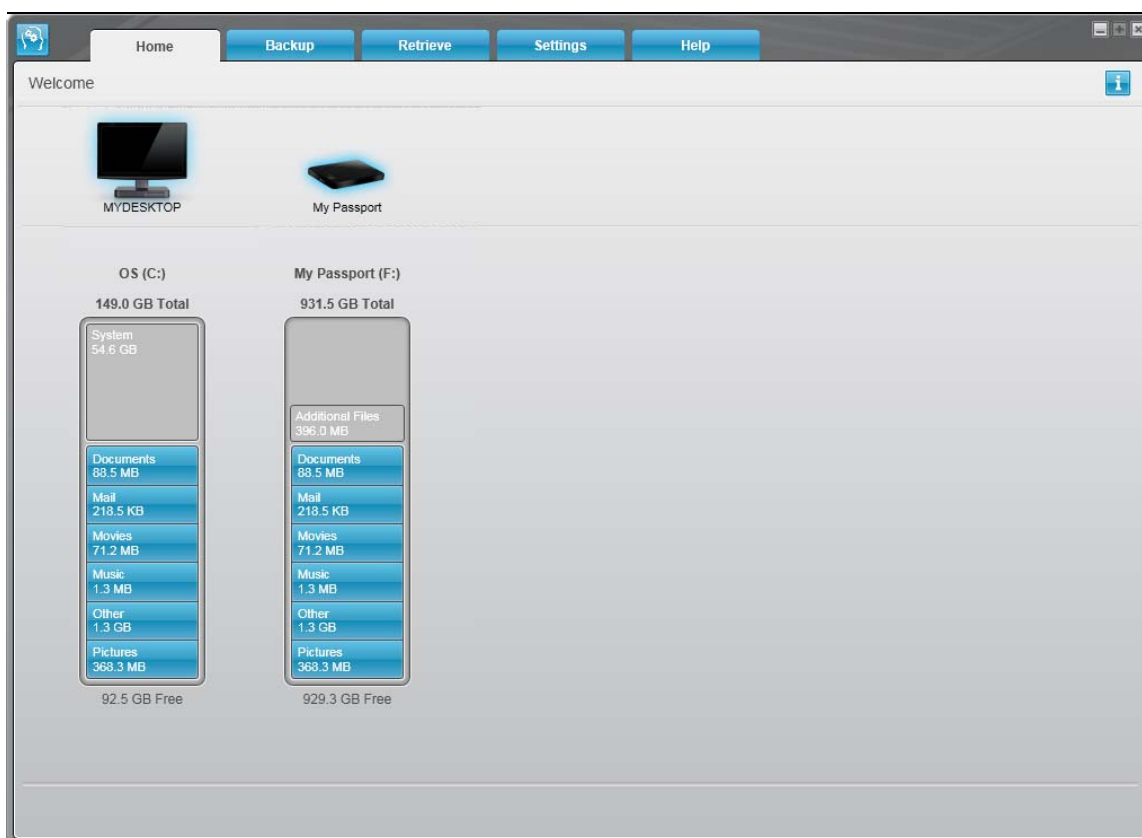 Home
Backup
Retrieve
Settings
Help
Welcome
i
MYDESKTOP
My Passport
OS (C:)
149.0 GB Total
System
54.6 GB
Documents
88.5 MB
Mail
218.5 KB
Movies
71.2 MB
Music
1.3 MB
Other
1.3 GB
Pictures
368.3 MB
92.5 GB Free
My Passport (F:)
931.5 GB Total
Additional Files
396.0 MB
Documents
88.5 MB
Mail
218.5 KB
Movies
71.2 MB
Music
1.3 MB
Other
1.3 GB
Pictures
368.3 MB
929.3 GB Free